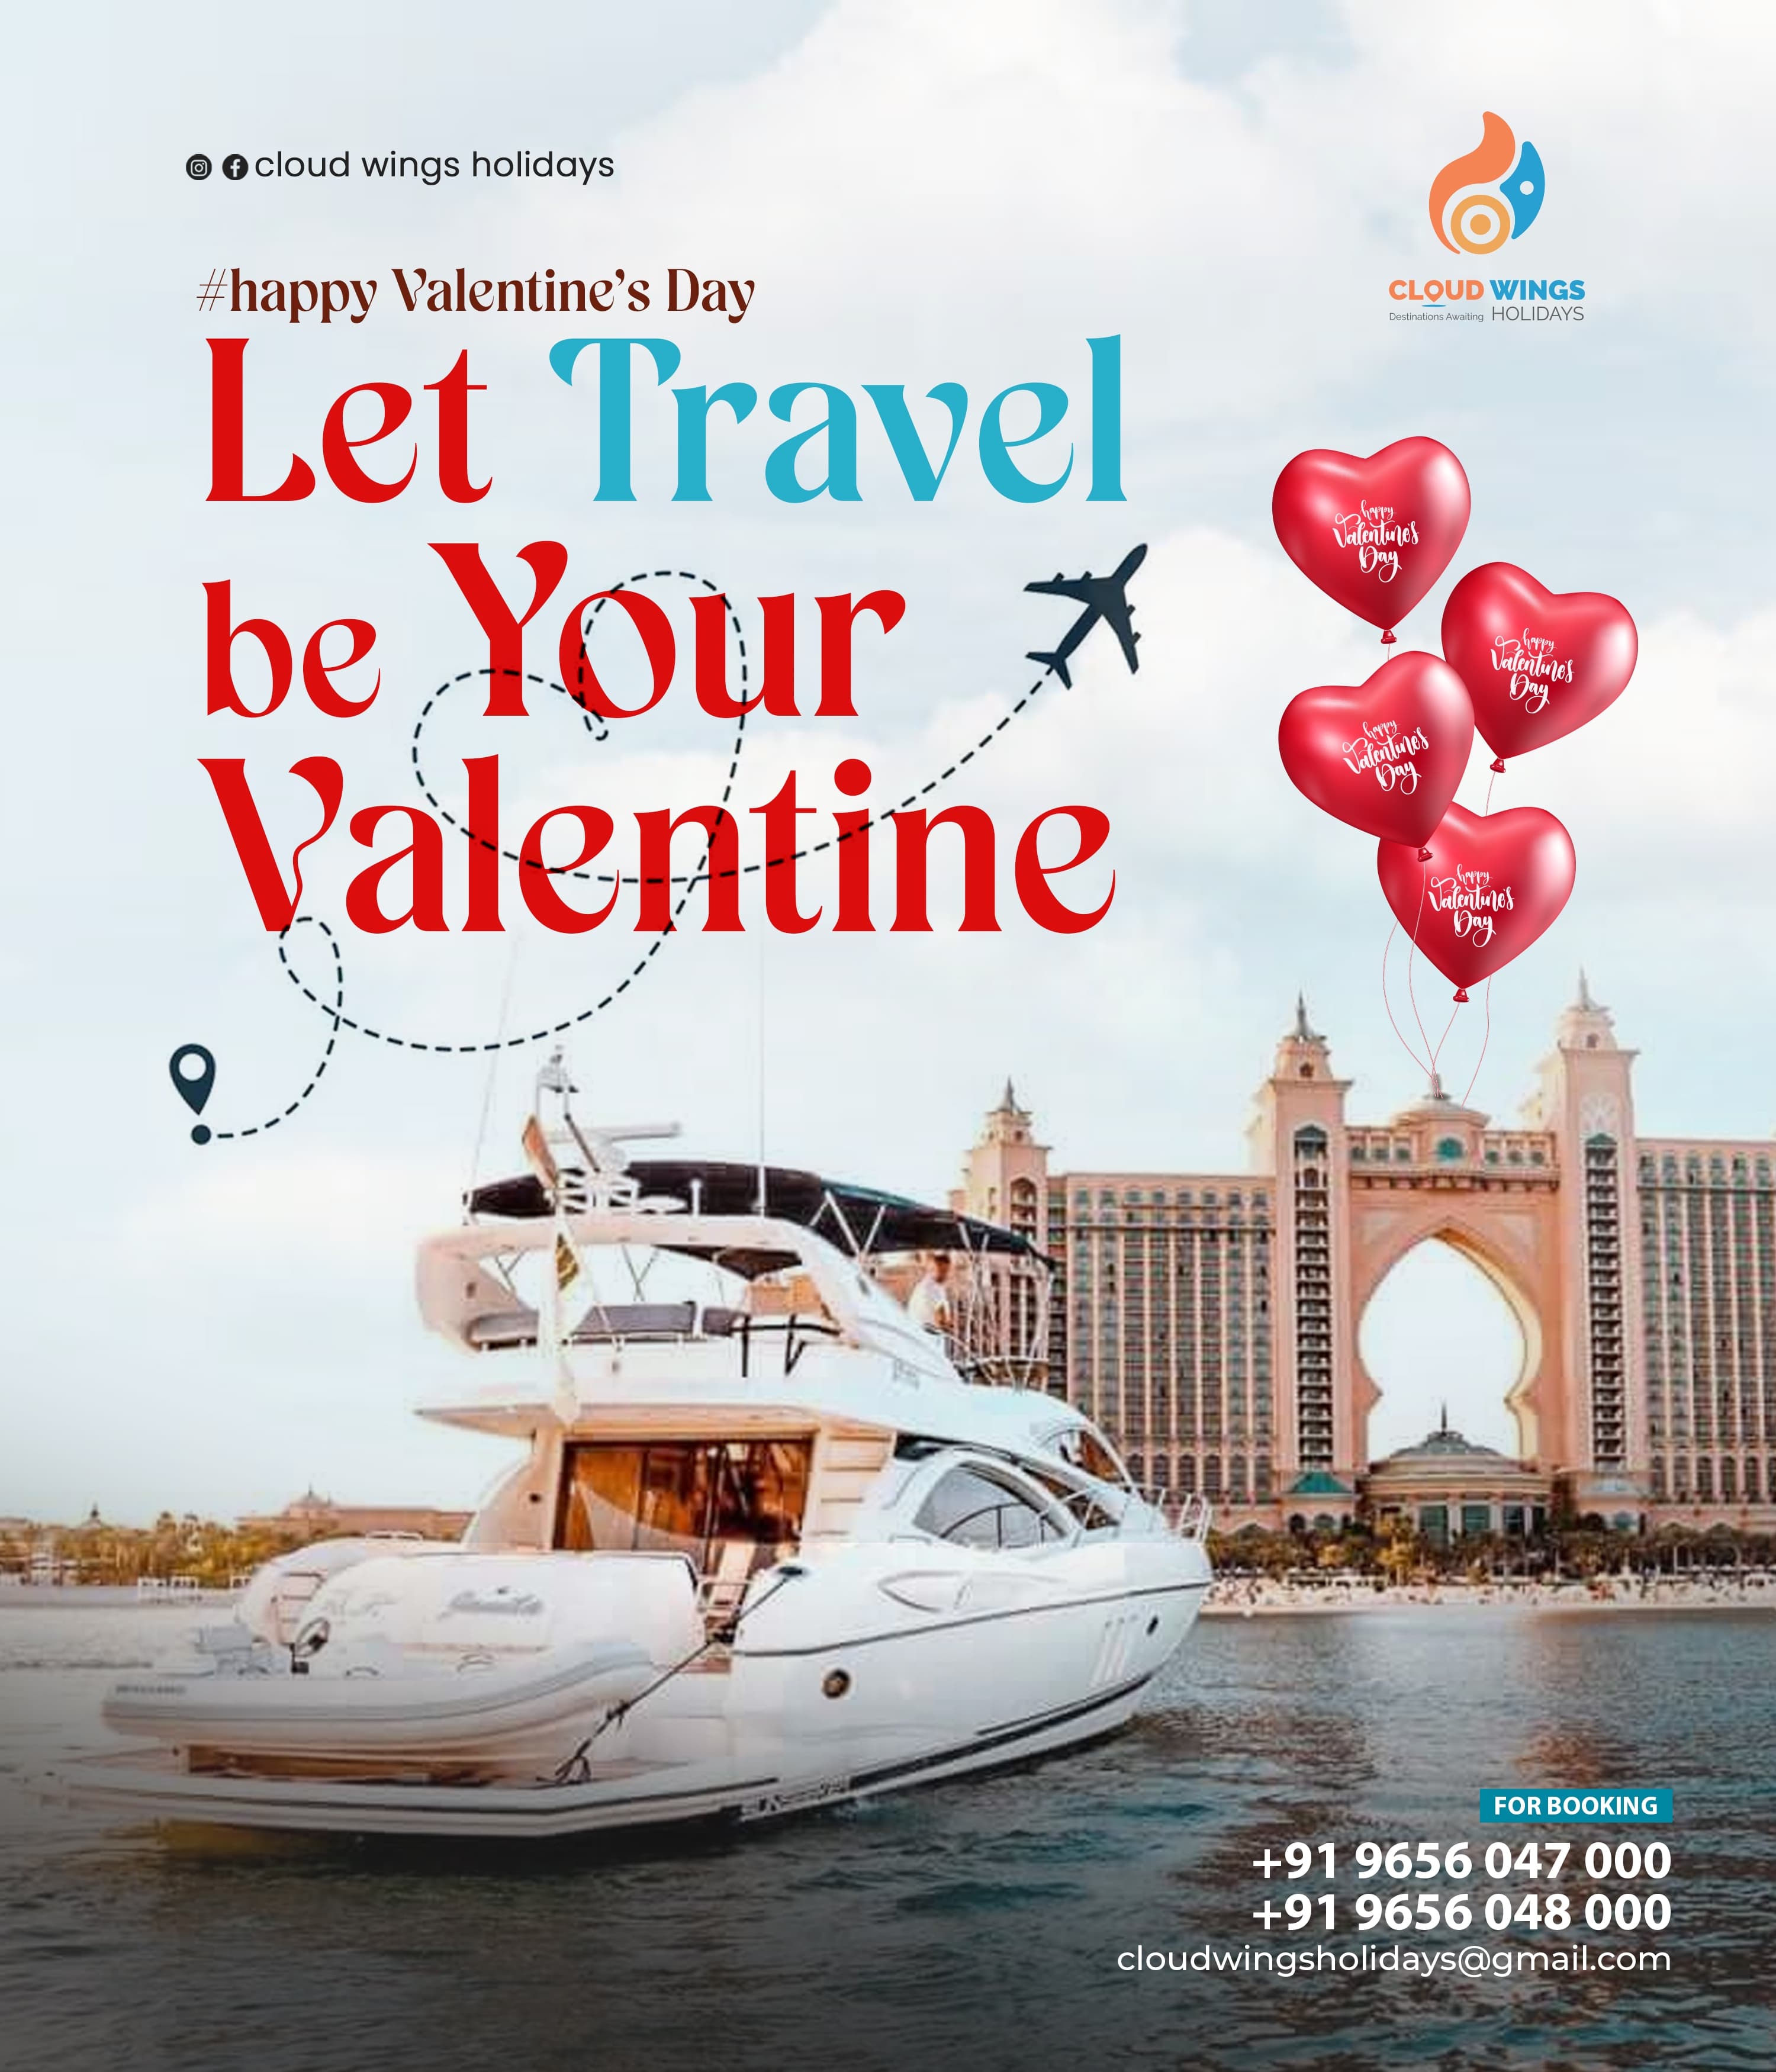 cloud wings holidays
CLOUD WINGS
Destinations Awaiting HOLIDAYS
#happy Valentine’s Day
Let Travel
be Your
Valentine
happy
Valentine's
Day
happy
Valentine's
Day
happy
Valentine's
Day
happy
Valentine's
Day
FOR BOOKING
+91 9656 047 000
+91 9656 048 000
cloudwingsholidays@gmail.com